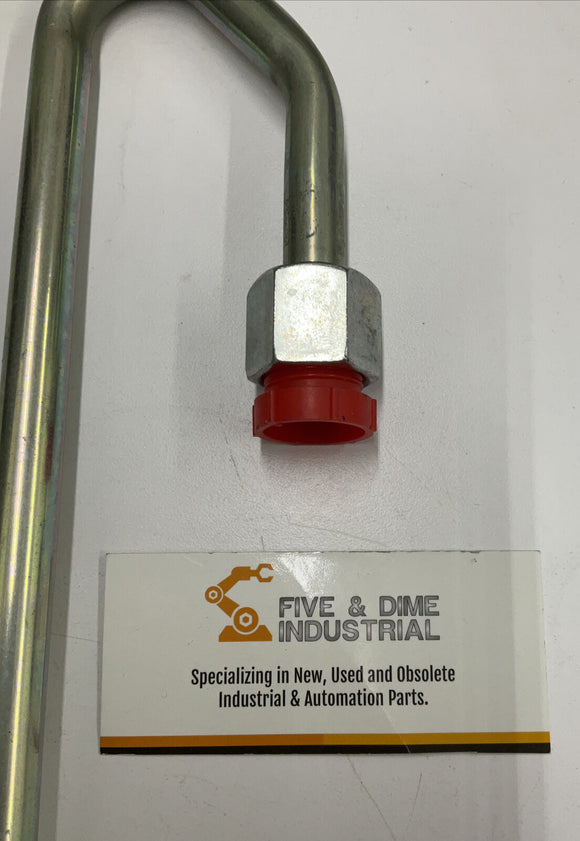 FIVE & DIME
INDUSTRIAL
Specializing in New, Used and Obsolete
Industrial & Automation Parts.